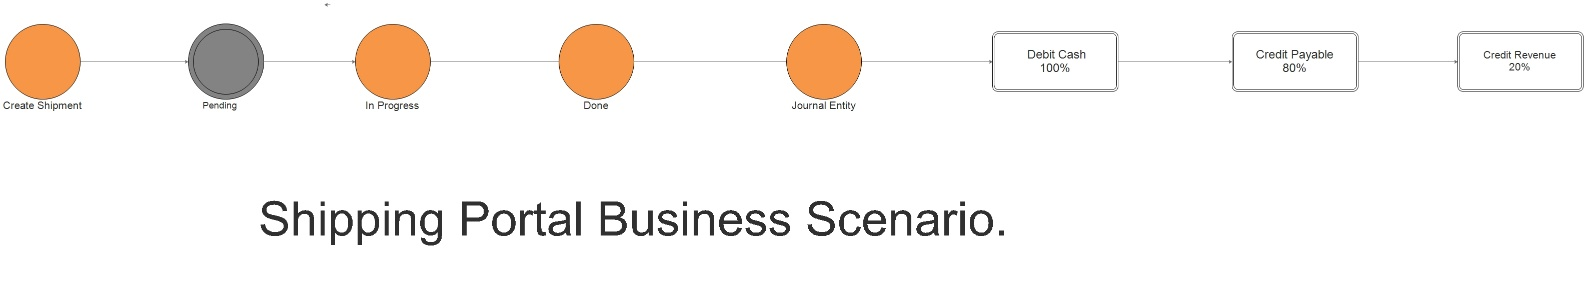 Create Shipment
Pending
In Progress
Done
Journal Entity
Debit Cash
100%
Credit Payable
80%
Credit Revenue
20%
Shipping Portal Business Scenario.